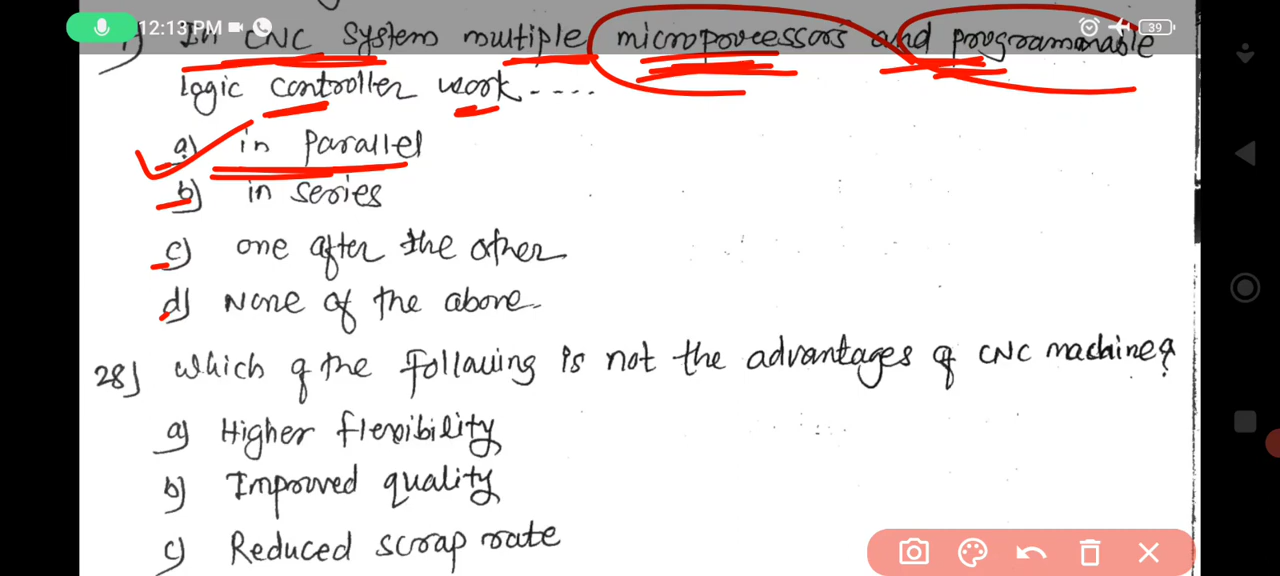 12:13 PM
39
In CNC System multiple microprocessors and programmable
logic controller work ....
a) in Parallel
b) in series
c) one after the other
d) None of the above
28) Which of the following is not the advantages of CNC machine?
a) Higher flexibility
b) Improved quality
c) Reduced scrap rate